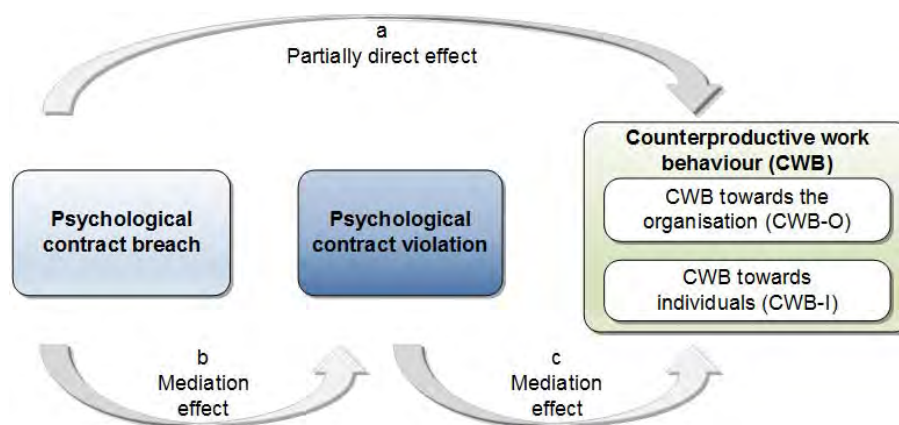 a
Partially direct effect
Counterproductive work
behaviour (CWB)
CWB towards the
organisation (CWB-O)
CWB towards
individuals (CWB-I)
Psychological
contract breach
Psychological
contract violation
b
Mediation
effect
c
Mediation
effect